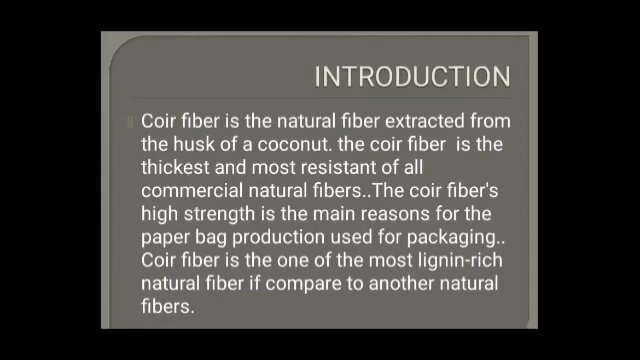 INTRODUCTION
Coir fiber is the natural fiber extracted from
the husk of a coconut. the coir fiber is the
thickest and most resistant of all
commercial natural fibers..The coir fiber's
high strength is the main reasons for the
paper bag production used for packaging..
Coir fiber is the one of the most lignin-rich
natural fiber if compare to another natural
fibers.